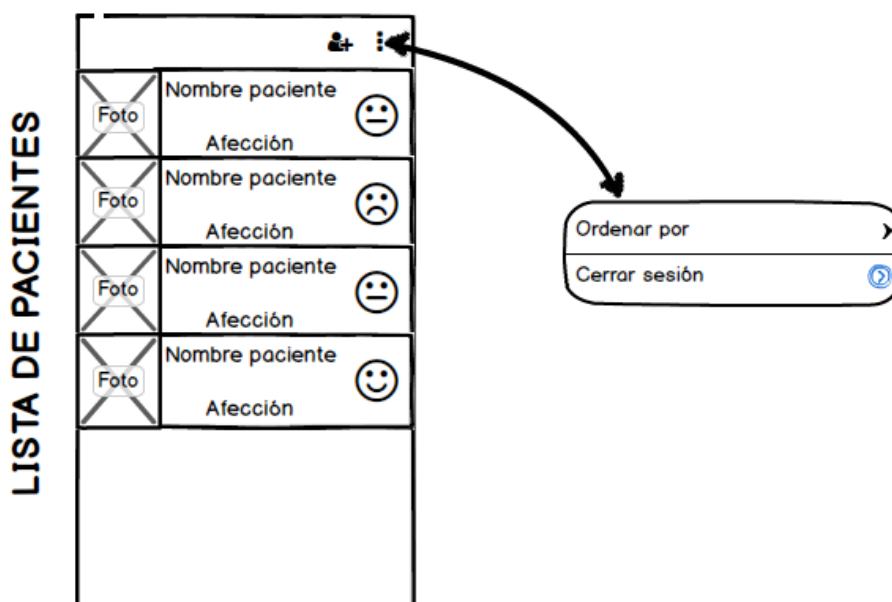 LISTA DE PACIENTES
Foto
Nombre paciente
Afección
Foto
Nombre paciente
Afección
Foto
Nombre paciente
Afección
Foto
Nombre paciente
Afección
Ordenar por
Cerrar sesión